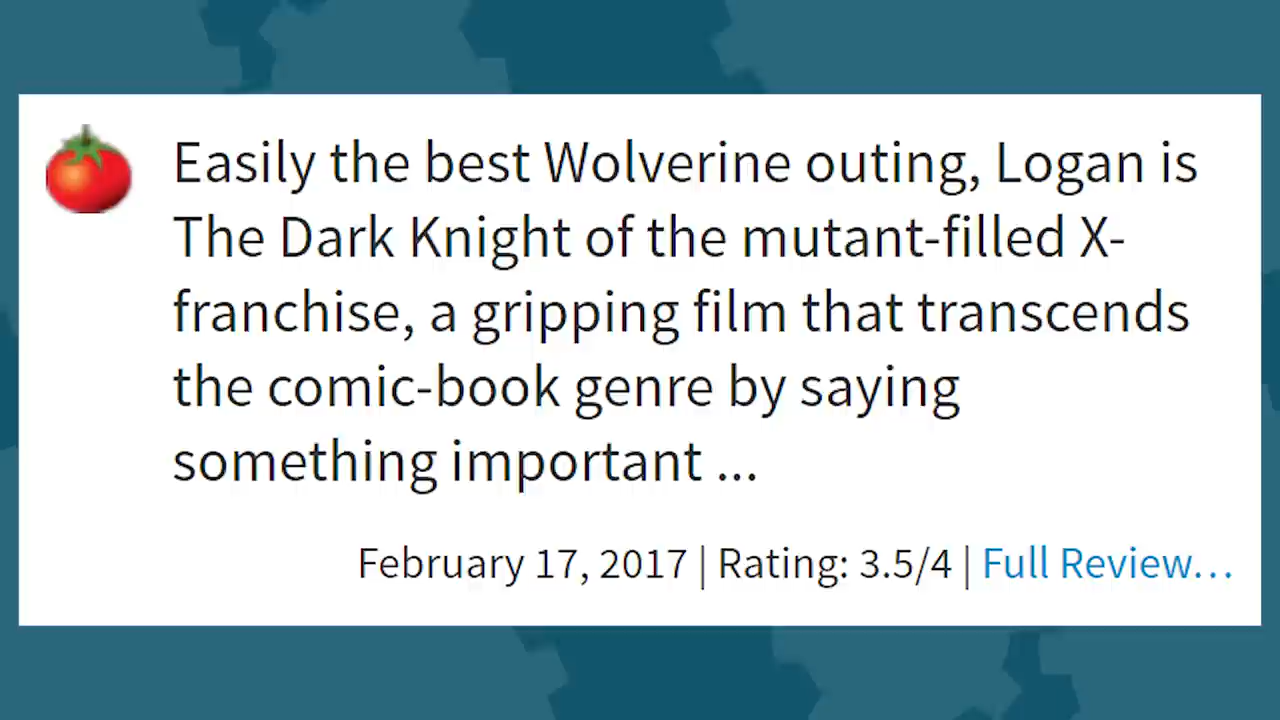 Easily the best Wolverine outing, Logan is
The Dark Knight of the mutant-filled X-
franchise, a gripping film that transcends
the comic-book genre by saying
something important ...
February 17, 2017 | Rating: 3.5/4 | Full Review...